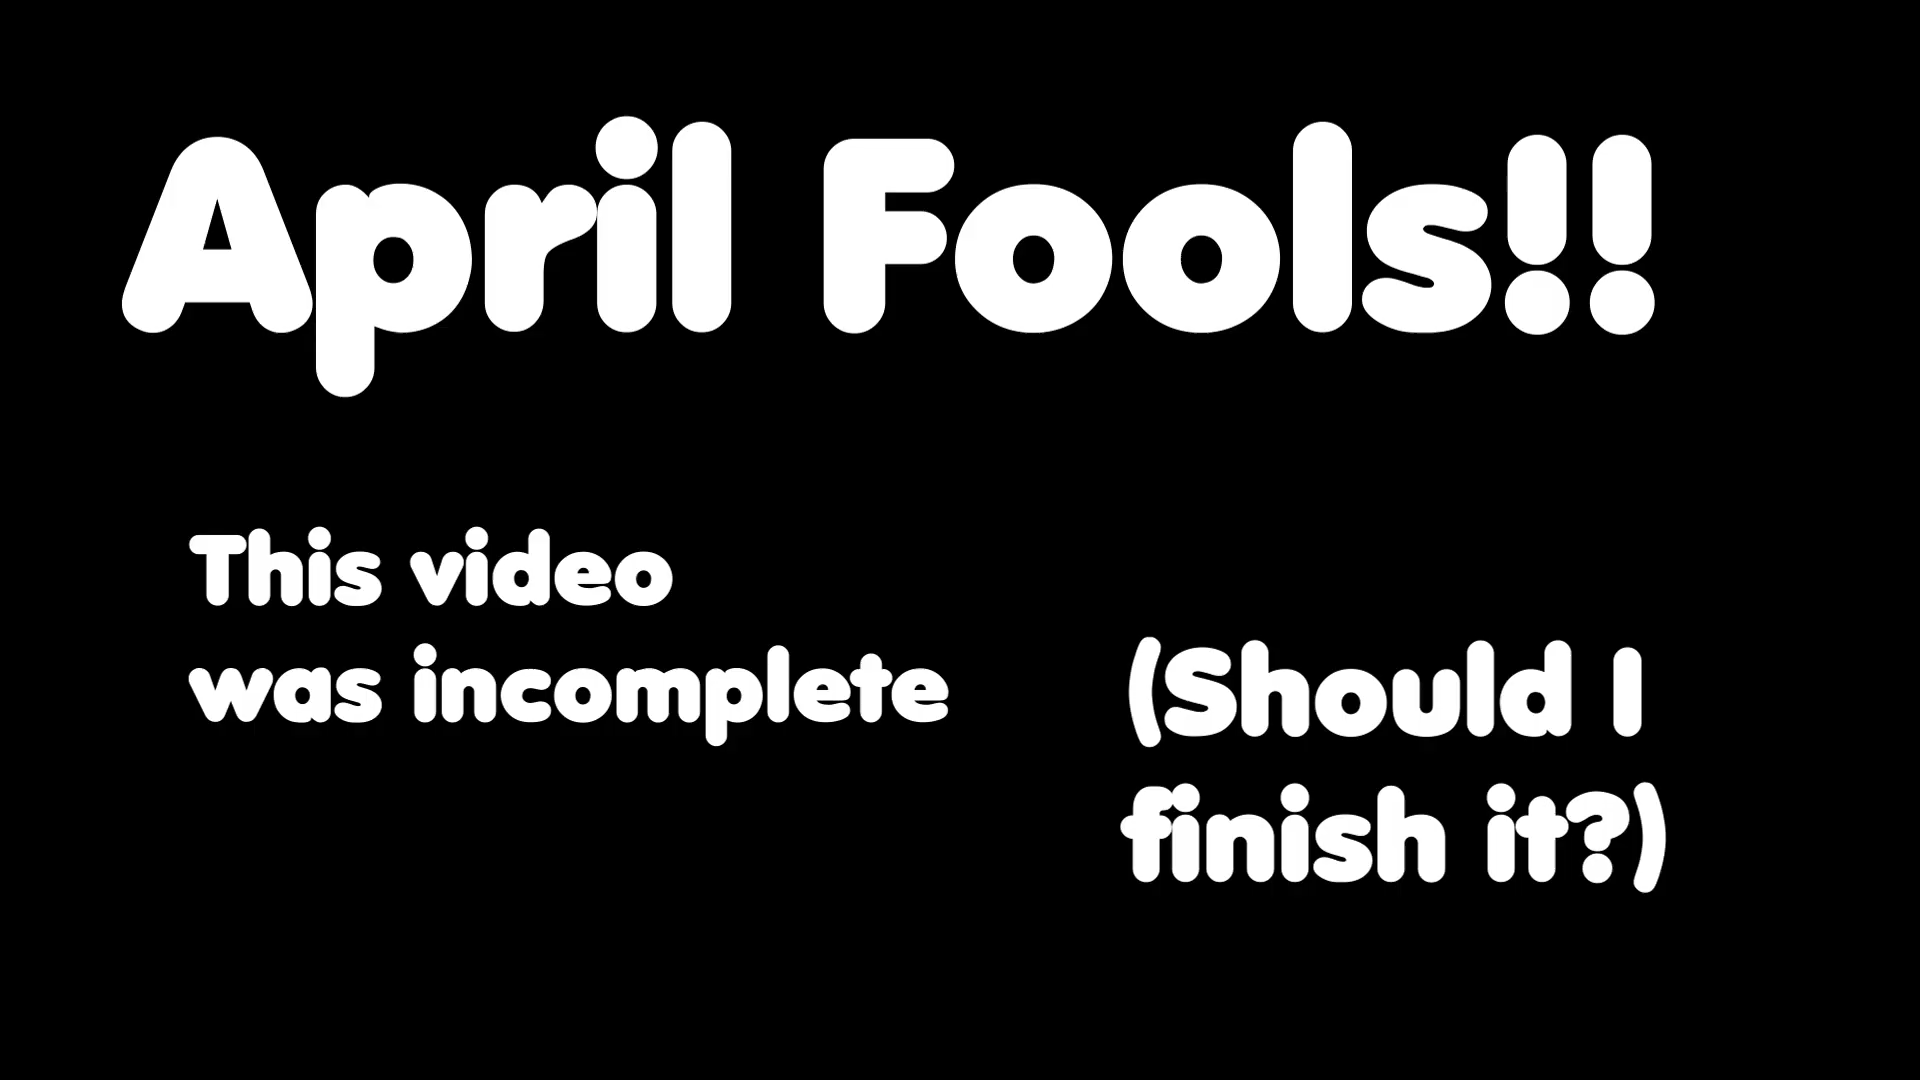 April Fools!!
This video
was incomplete
(Should I
finish it?)